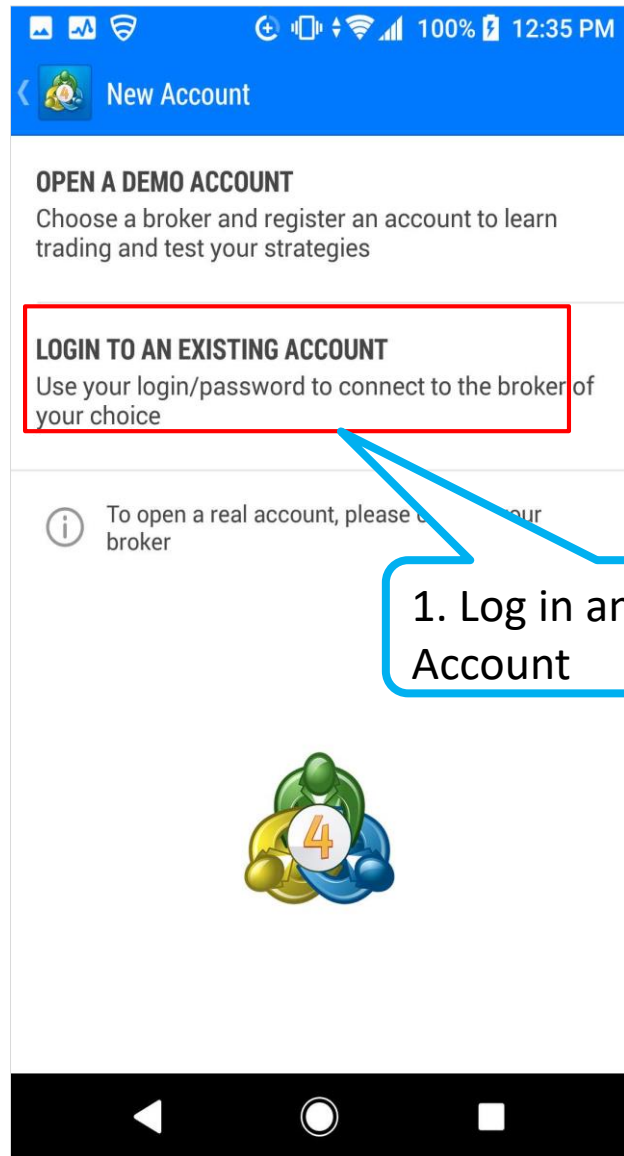 100% 12:35 PM
New Account
OPEN A DEMO ACCOUNT
Choose a broker and register an account to learn
trading and test your strategies
LOGIN TO AN EXISTING ACCOUNT
Use your login/password to connect to the broker of
your choice
To open a real account, please your
broker
1. Log in
Account
4